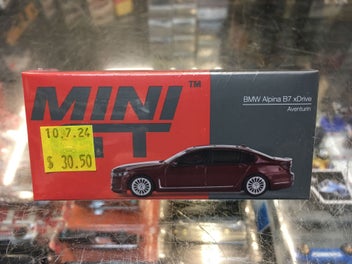 MINI
GT
TM
BMW Alpina B7 xDrive
Aventurin
10.7.24
$ 30.50